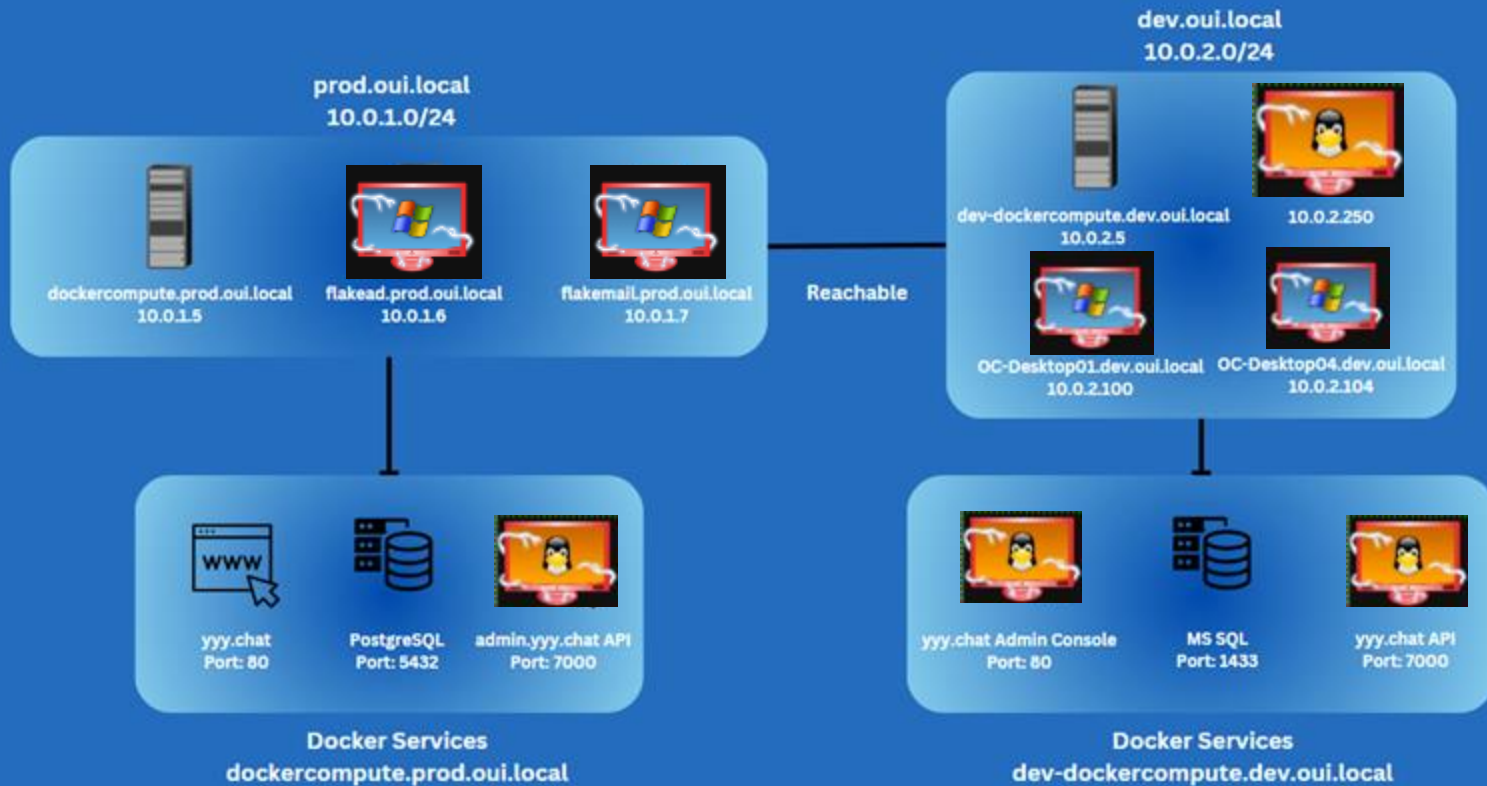 prod.oui.local
10.0.1.0/24
dockercompute.prod.oui.local
10.0.1.5
flakead.prod.oui.local
10.0.1.6
flakemail.prod.oui.local
10.0.1.7
Reachable
dev.oui.local
10.0.2.0/24
dev-dockercompute.dev.oui.local
10.0.2.5
10.0.2.250
OC-Desktop01.dev.oui.local
10.0.2.100
OC-Desktop04.dev.oui.local
10.0.2.104
WWW
yyy.chat
Port: 80
PostgreSQL
Port: 5432
admin.yyy.chat API
Port: 7000
Docker Services
dockercompute.prod.oui.local
yyy.chat Admin Console
Port: 80
MS SQL
Port: 1433
yyy.chat API
Port: 7000
Docker Services
dev-dockercompute.dev.oui.local